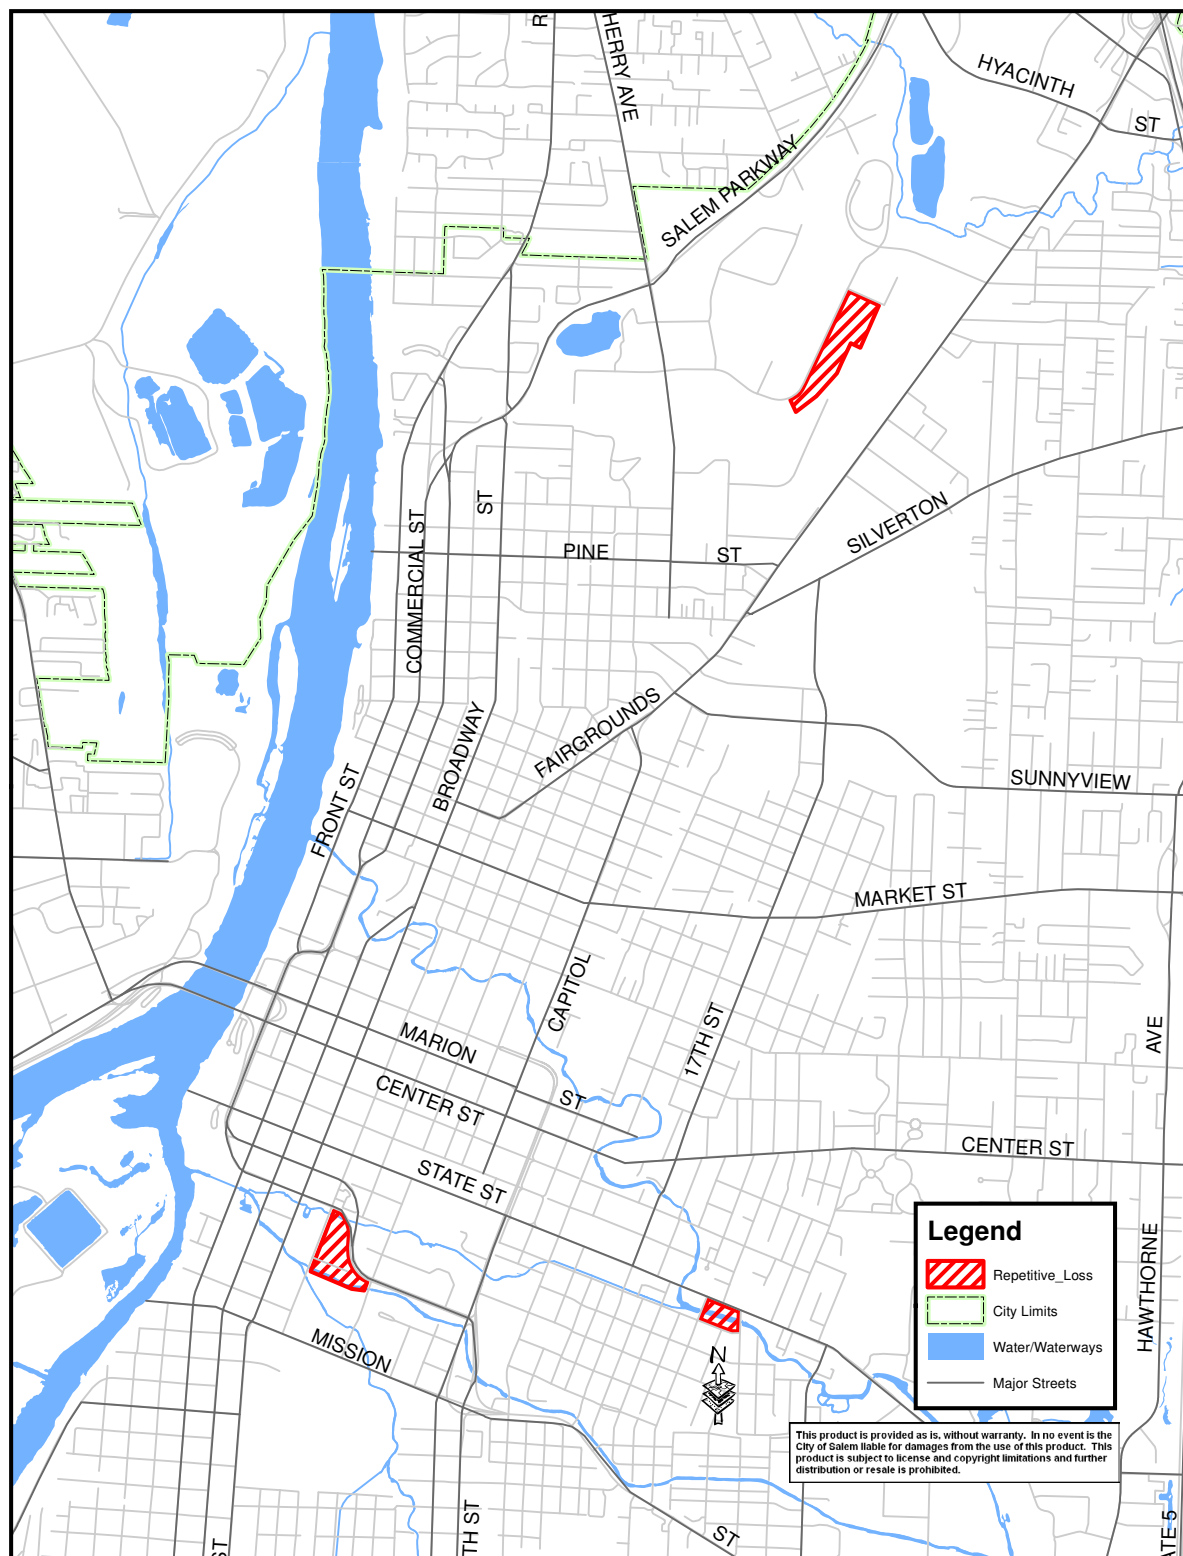 R
HERRY AVE
HYACINTH
ST
SALEM PARKWAY
SILVERTON
ST
COMMERCIAL ST
PINE
ST
FAIRGROUNDS
BROADWAY
FRONT ST
SUNNYVIEW
MARKET ST
CAPITOL
17TH ST
AVE
MARION
ST
CENTER ST
CENTER ST
STATE ST
HAWTHORNE
MISSION
ST
N
Legend
Repetitive_Loss
City Limits
Water/Waterways
Major Streets
This product is provided as is, without warranty. In no event is the
City of Salem liable for damages from the use of this product. This
product is subject to license and copyright limitations and further
distribution or resale is prohibited.
ST
TH ST
ATE 5